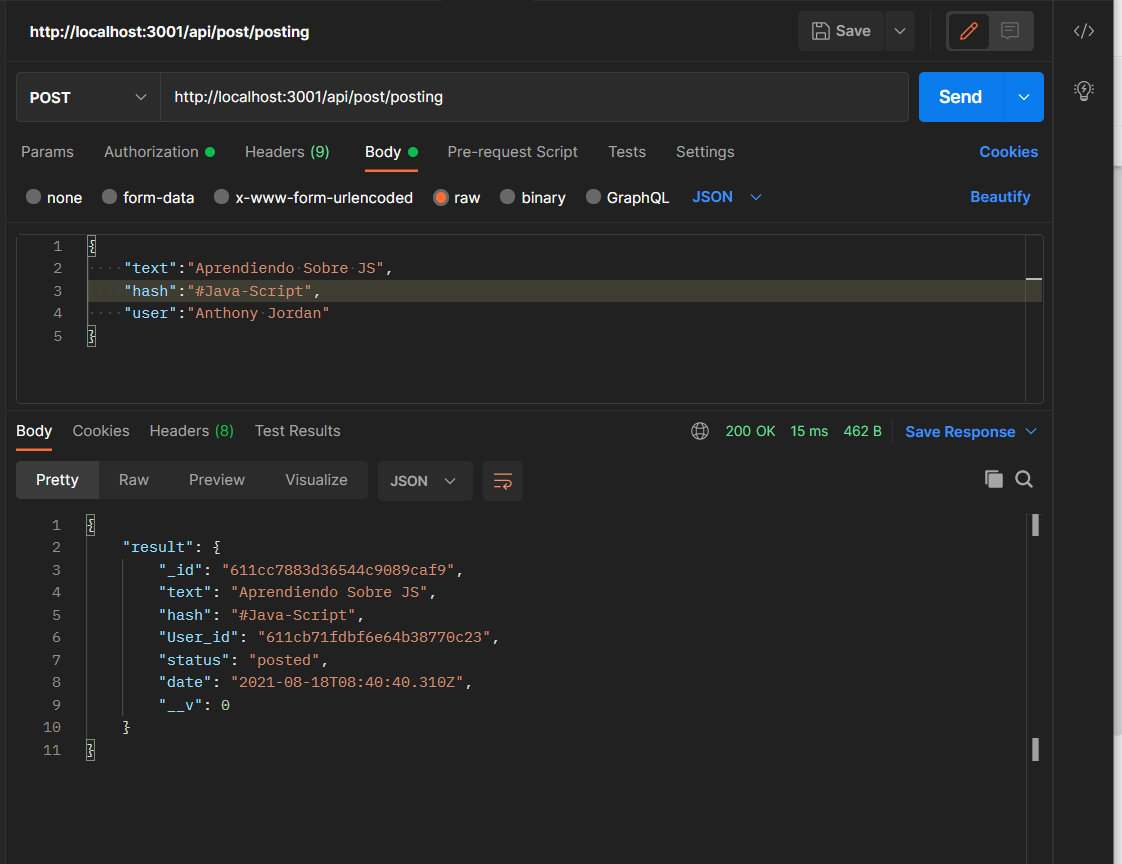 http://localhost:3001/api/post/posting Save
POST http://localhost:3001/api/post/posting Send
Params Authorization Headers (9) Body Pre-request Script Tests Settings Cookies
none form-data x-www-form-urlencoded raw binary GraphQL JSON Beautify
1 {
2 "text":"Aprendiendo Sobre JS",
3 "hash":"#Java-Script",
4 "user":"Anthony Jordan"
5 }
Body Cookies Headers (8) Test Results 200 OK 15 ms 462 B Save Response
Pretty Raw Preview Visualize JSON
1 {
2 "result": {
3 "_id": "611cc7883d36544c9089caf9",
4 "text": "Aprendiendo Sobre JS",
5 "hash": "#Java-Script",
6 "User_id": "611cb71fdbf6e64b38770c23",
7 "status": "posted",
8 "date": "2021-08-18T08:40:40.310Z",
9 "__v": 0
10 }
11 }